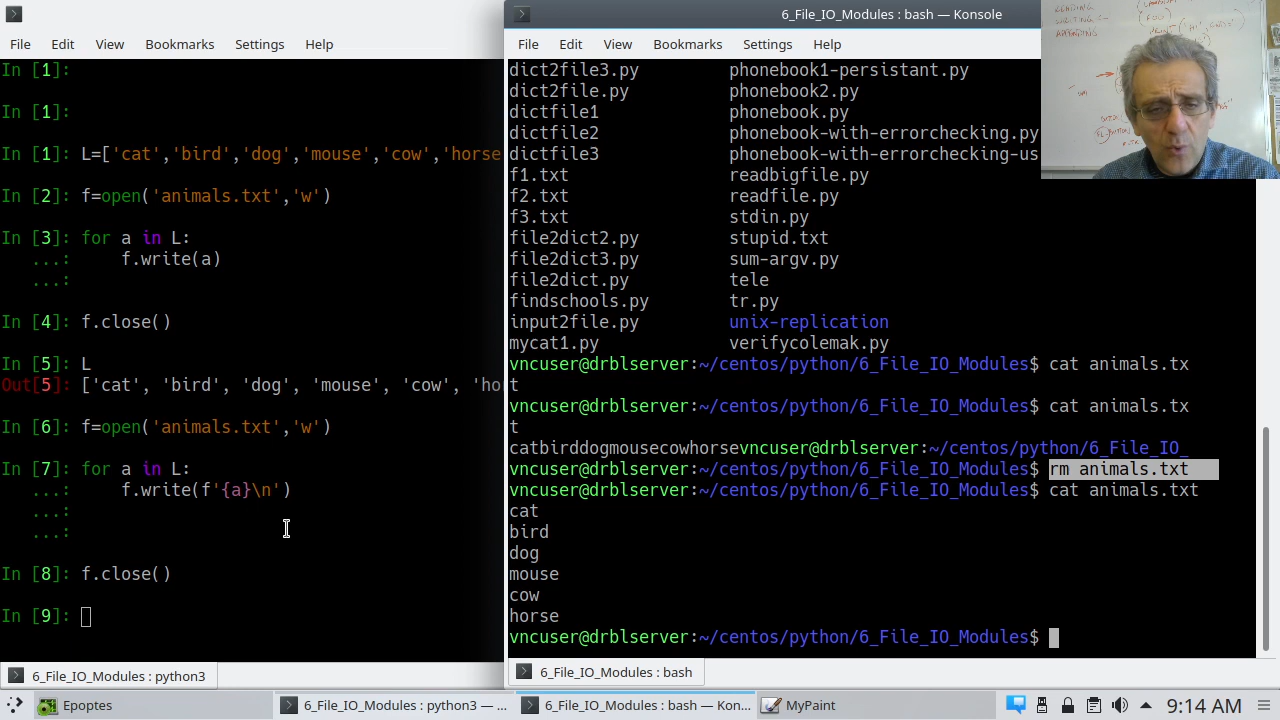 File Edit View Bookmarks Settings Help
In [1]:
In [1]:
In [1]: L=['cat','bird','dog','mouse','cow','horse
In [2]: f=open('animals.txt','w')
In [3]: for a in L:
...: f.write(a)
...:
In [4]: f.close()
In [5]: L
Out[5]: ['cat', 'bird', 'dog', 'mouse', 'cow', 'ho
In [6]: f=open('animals.txt','w')
In [7]: for a in L:
...: f.write(f'{a}\n')
...:
...:
In [8]: f.close()
In [9]:
6_File_IO_Modules : python3
6_File_IO_Modules : bash — Konsole
File Edit View Bookmarks Settings Help
dict2file3.py phonebook1-persistant.py
dict2file.py phonebook2.py
dictfile1 phonebook.py
dictfile2 phonebook-with-errorchecking.py
dictfile3 phonebook-with-errorchecking-us
f1.txt readbigfile.py
f2.txt readfile.py
f3.txt stdin.py
file2dict2.py stupid.txt
file2dict3.py sum-argv.py
file2dict.py tele
findschools.py tr.py
input2file.py unix-replication
mycat1.py verifycolemak.py
vncuser@drblserver:~/centos/python/6_File_IO_Modules$ cat animals.tx
t
vncuser@drblserver:~/centos/python/6_File_IO_Modules$ cat animals.tx
t
catbirddogmousecowhorsevncuser@drblserver:~/centos/python/6_File_IO_
vncuser@drblserver:~/centos/python/6_File_IO_Modules$ rm animals.txt
vncuser@drblserver:~/centos/python/6_File_IO_Modules$ cat animals.txt
cat
bird
dog
mouse
cow
horse
vncuser@drblserver:~/centos/python/6_File_IO_Modules$
6_File_IO_Modules : bash
READING
WRITING
APPENDING
Epoptes 6_File_IO_Modules : python3 — ... 6_File_IO_Modules : bash — Kon... MyPaint 9:14 AM